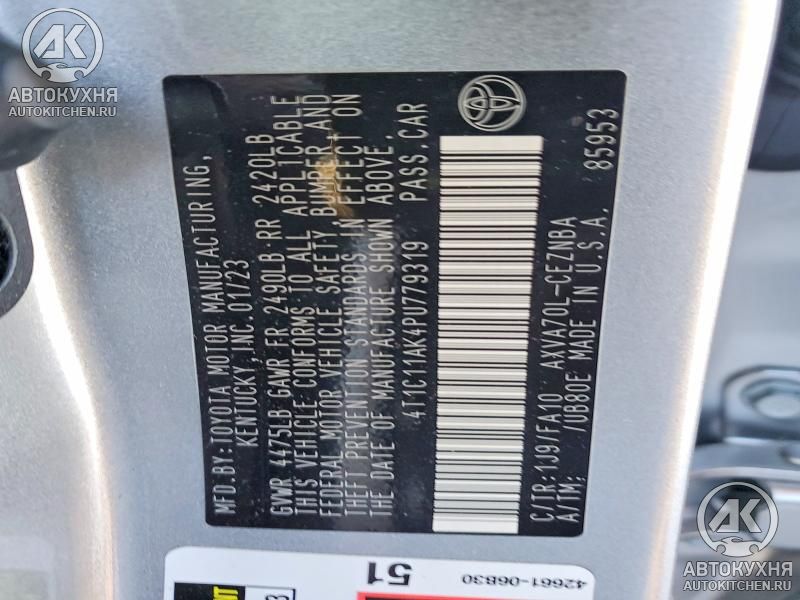 MFD.BY:TOYOTA MOTOR MANUFACTURING,
KENTUCKY, INC. 01/23
GVWR 4475LB GAWR FR 2490LB RR 2420LB
THIS VEHICLE CONFORMS TO ALL APPLICABLE
FEDERAL MOTOR VEHICLE SAFETY, BUMPER, AND
THEFT PREVENTION STANDARDS IN EFFECT ON
THE DATE OF MANUFACTURE SHOWN ABOVE.
4T1C11AK4PU779319 PASS.CAR
C/TR:1J9/FA10 AXVA70L-CEZNBA
A/TM: /UB80E MADE IN U.S.A. 85953
51
42661-06B30
АК
АВТОКУХНЯ
AUTOKITCHEN.RU
АК
АВТОКУХНЯ
AUTOKITCHEN.RU